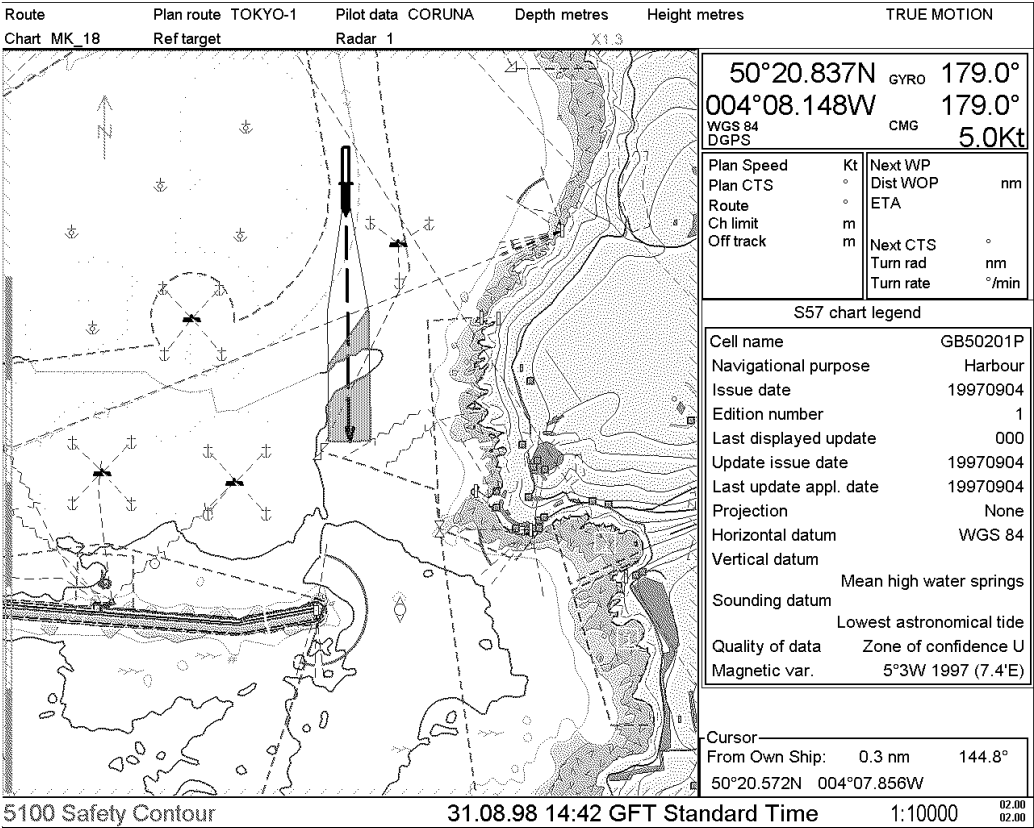 Route Plan route TOKYO-1 Pilot data CORUNA Depth metres Height metres TRUE MOTION
Chart MK_18 Ref target Radar 1 X1.3
50°20.837N GYRO 179.0°
004°08.148W 179.0°
WGS 84 CMG
DGPS 5.0Kt
Plan Speed Kt
Plan CTS °
Route °
Ch limit m
Off track m
Next WP
Dist WOP nm
ETA
Next CTS °
Turn rad nm
Turn rate °/min
S57 chart legend
Cell name GB50201P
Navigational purpose Harbour
Issue date 19970904
Edition number 1
Last displayed update 000
Update issue date 19970904
Last update appl. date 19970904
Projection None
Horizontal datum WGS 84
Vertical datum
Mean high water springs
Sounding datum
Lowest astronomical tide
Quality of data Zone of confidence U
Magnetic var. 5°3W 1997 (7.4'E)
Cursor
From Own Ship: 0.3 nm 144.8°
50°20.572N 004°07.856W
5100 Safety Contour 31.08.98 14:42 GFT Standard Time 1:10000 02.00
02.00
N